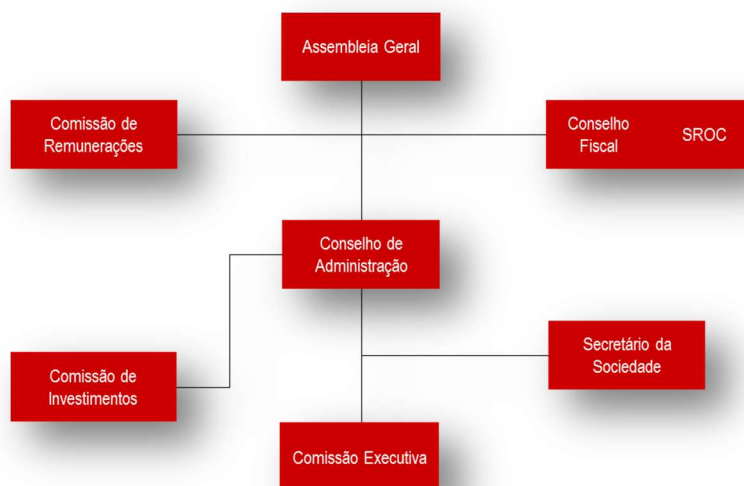 Assembleia Geral
Comissão de
Remunerações
Conselho
Fiscal
SROC
Conselho de
Administração
Secretário da
Sociedade
Comissão de
Investimentos
Comissão Executiva